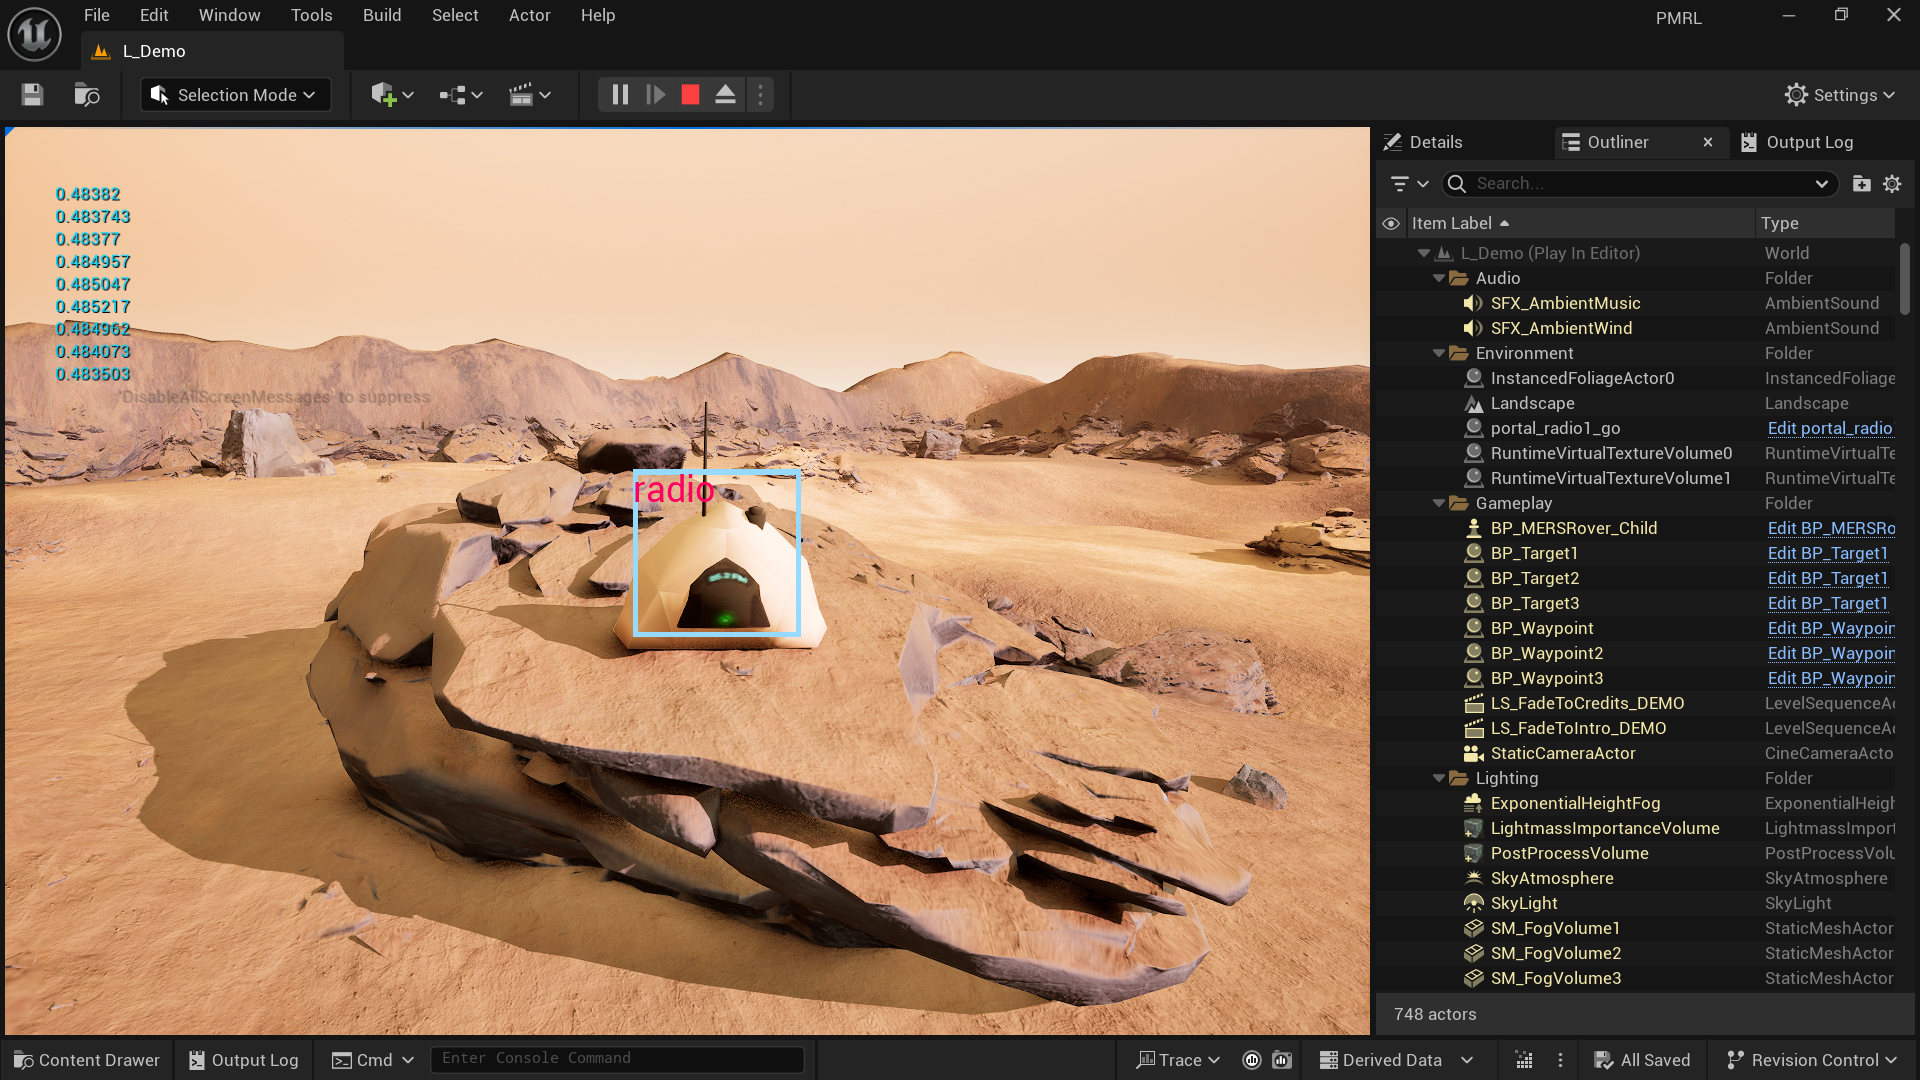 File Edit Window Tools Build Select Actor Help
PMRL
L_Demo
Selection Mode
Settings
0.48382
0.483743
0.48377
0.484957
0.485047
0.485217
0.484962
0.484073
0.483503
'DisableAllScreenMessages' to suppress
radio
Details Outliner Output Log
Search...
Item Label Type
L_Demo (Play In Editor) World
Audio Folder
SFX_AmbientMusic AmbientSound
SFX_AmbientWind AmbientSound
Environment Folder
InstancedFoliageActor0 InstancedFoliage
Landscape Landscape
portal_radio1_go Edit portal_radio
RuntimeVirtualTextureVolume0 RuntimeVirtualTe
RuntimeVirtualTextureVolume1 RuntimeVirtualTe
Gameplay Folder
BP_MERSRover_Child Edit BP_MERSRo
BP_Target1 Edit BP_Target1
BP_Target2 Edit BP_Target1
BP_Target3 Edit BP_Target1
BP_Waypoint Edit BP_Waypoin
BP_Waypoint2 Edit BP_Waypoin
BP_Waypoint3 Edit BP_Waypoin
LS_FadeToCredits_DEMO LevelSequenceAc
LS_FadeToIntro_DEMO LevelSequenceAc
StaticCameraActor CineCameraActo
Lighting Folder
ExponentialHeightFog ExponentialHeigh
LightmassImportanceVolume LightmassImport
PostProcessVolume PostProcessVolu
SkyAtmosphere SkyAtmosphere
SkyLight SkyLight
SM_FogVolume1 StaticMeshActor
SM_FogVolume2 StaticMeshActor
SM_FogVolume3 StaticMeshActor
748 actors
Content Drawer Output Log Cmd Enter Console Command Trace Derived Data All Saved Revision Control